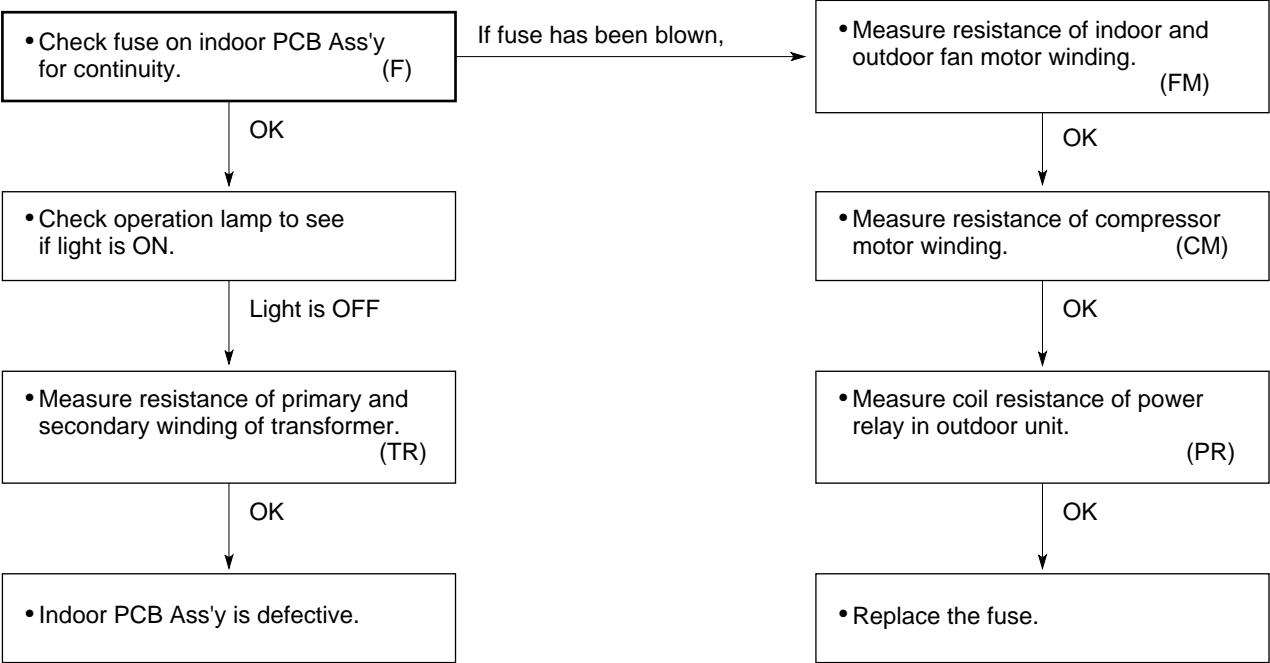 • Check fuse on indoor PCB Ass'y
for continuity. (F)
If fuse has been blown,
• Measure resistance of indoor and
outdoor fan motor winding.
(FM)
OK
OK
• Check operation lamp to see
if light is ON.
• Measure resistance of compressor
motor winding. (CM)
Light is OFF
OK
• Measure resistance of primary and
secondary winding of transformer.
(TR)
• Measure coil resistance of power
relay in outdoor unit.
(PR)
OK
OK
• Indoor PCB Ass'y is defective.
• Replace the fuse.